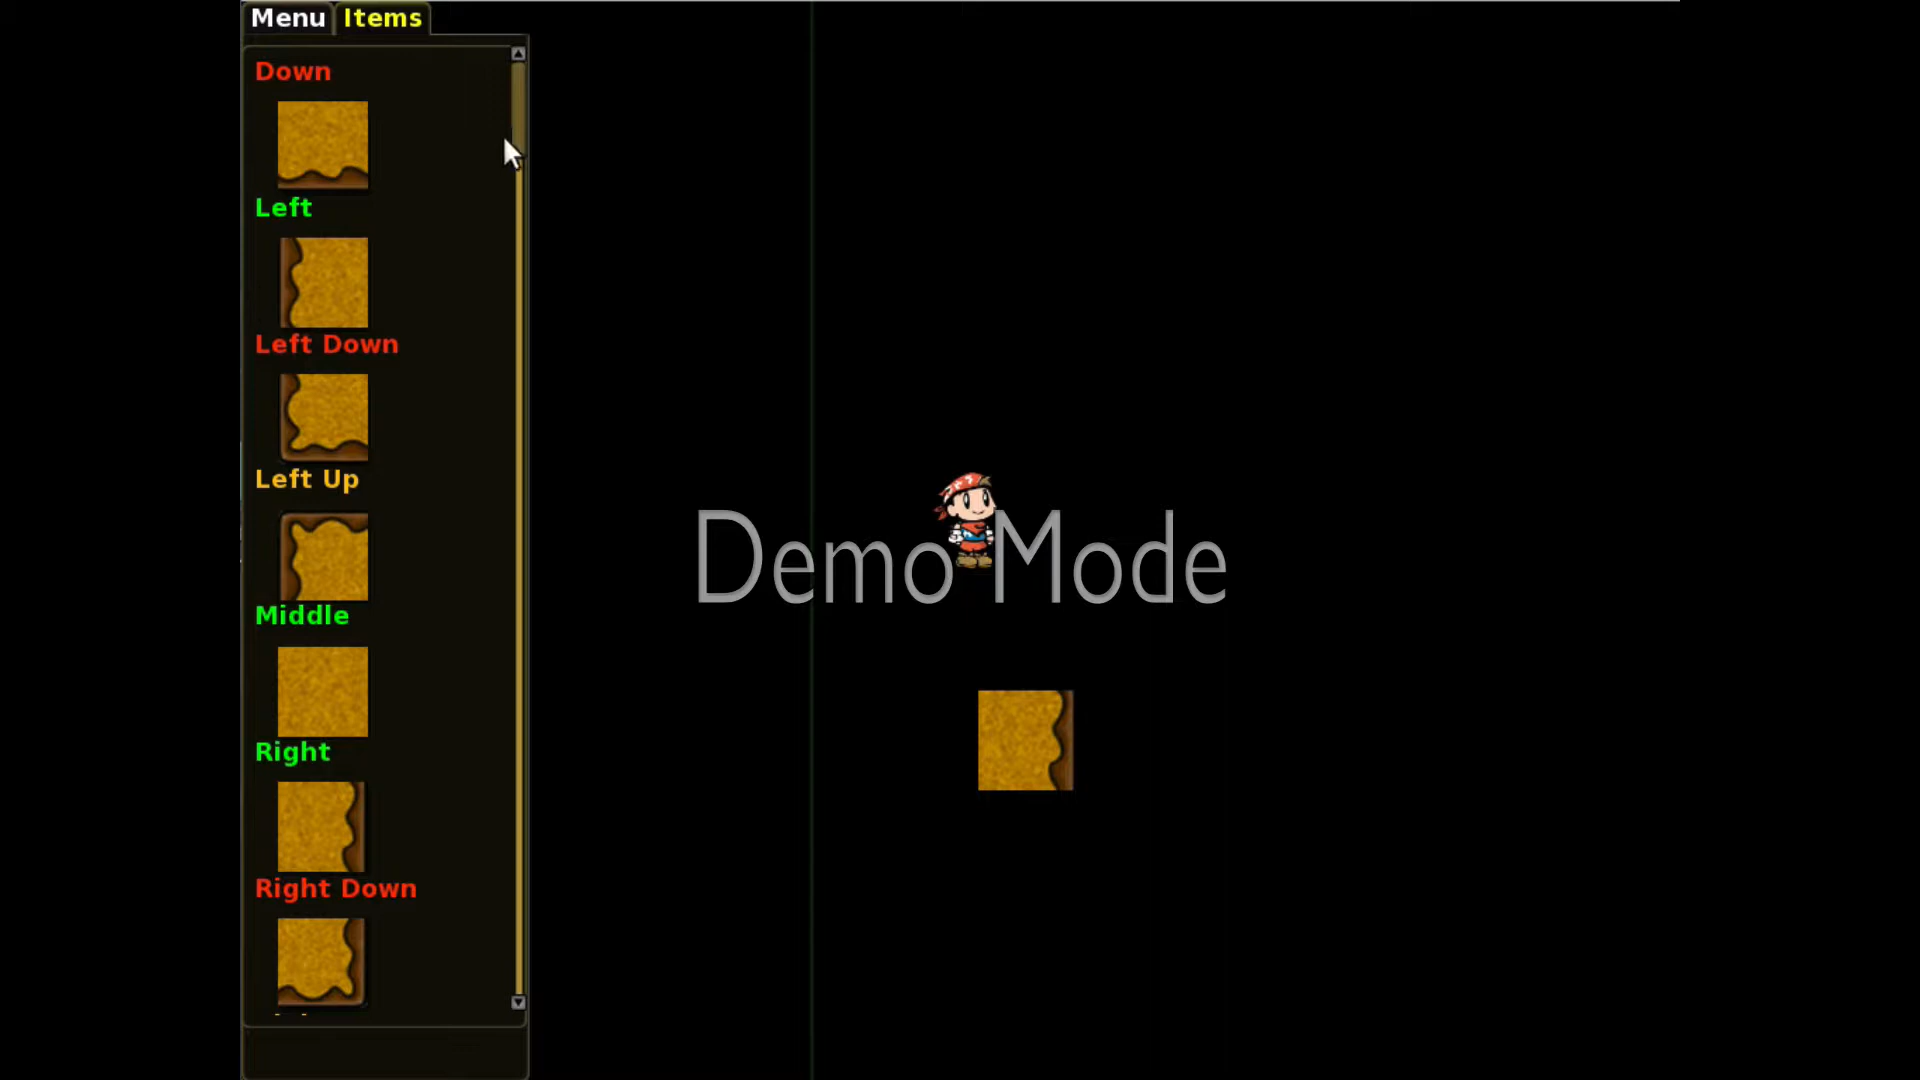 Menu Items
Down
Left
Left Down
Left Up
Middle
Right
Right Down
Demo Mode